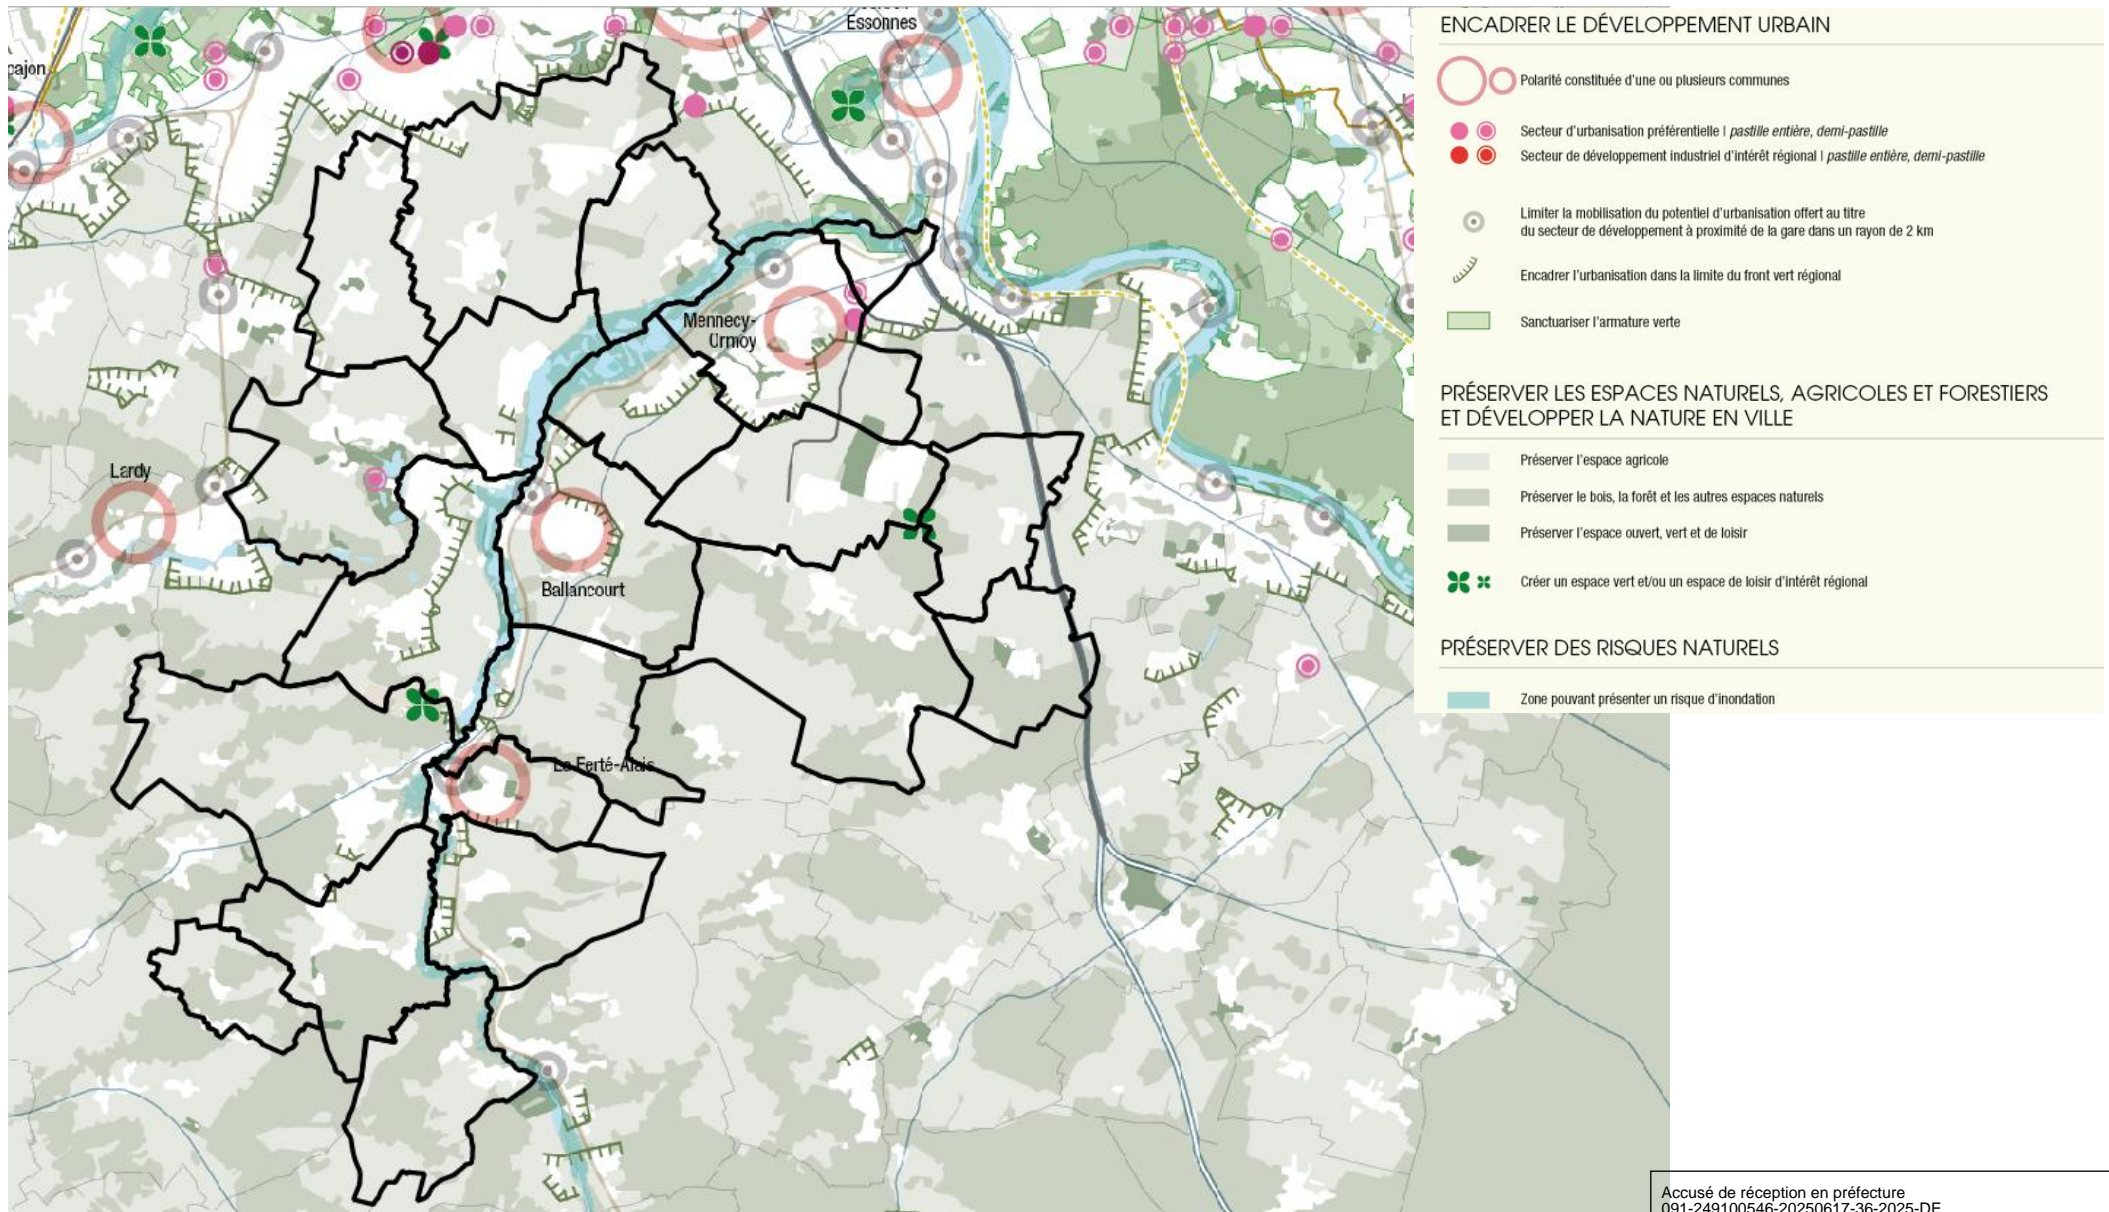 Essonnes
Mennecy-
Ormoy
Lardy
Ballancourt
La Ferté-Alais
ENCADRER LE DÉVELOPPEMENT URBAIN
Polarité constituée d'une ou plusieurs communes
Secteur d'urbanisation préférentielle | pastille entière, demi-pastille
Secteur de développement industriel d'intérêt régional | pastille entière, demi-pastille
Limiter la mobilisation du potentiel d'urbanisation offert au titre
du secteur de développement à proximité de la gare dans un rayon de 2 km
Encadrer l'urbanisation dans la limite du front vert régional
Sanctuariser l'armature verte
PRÉSERVER LES ESPACES NATURELS, AGRICOLES ET FORESTIERS
ET DÉVELOPPER LA NATURE EN VILLE
Préserver l'espace agricole
Préserver le bois, la forêt et les autres espaces naturels
Préserver l'espace ouvert, vert et de loisir
Créer un espace vert et/ou un espace de loisir d'intérêt régional
PRÉSERVER DES RISQUES NATURELS
Zone pouvant présenter un risque d'inondation
Accusé de réception en préfecture
091-249100546-20250617-36-2025-DE